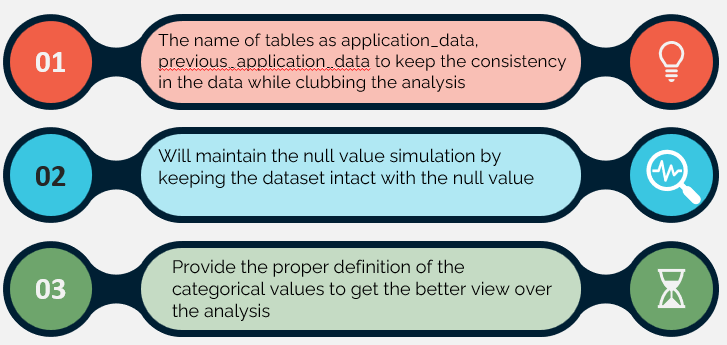 01
The name of tables as application_data,
previous_application_data to keep the consistency
in the data while clubbing the analysis
02
Will maintain the null value simulation by
keeping the dataset intact with the null value
03
Provide the proper definition of the
categorical values to get the better view over
the analysis